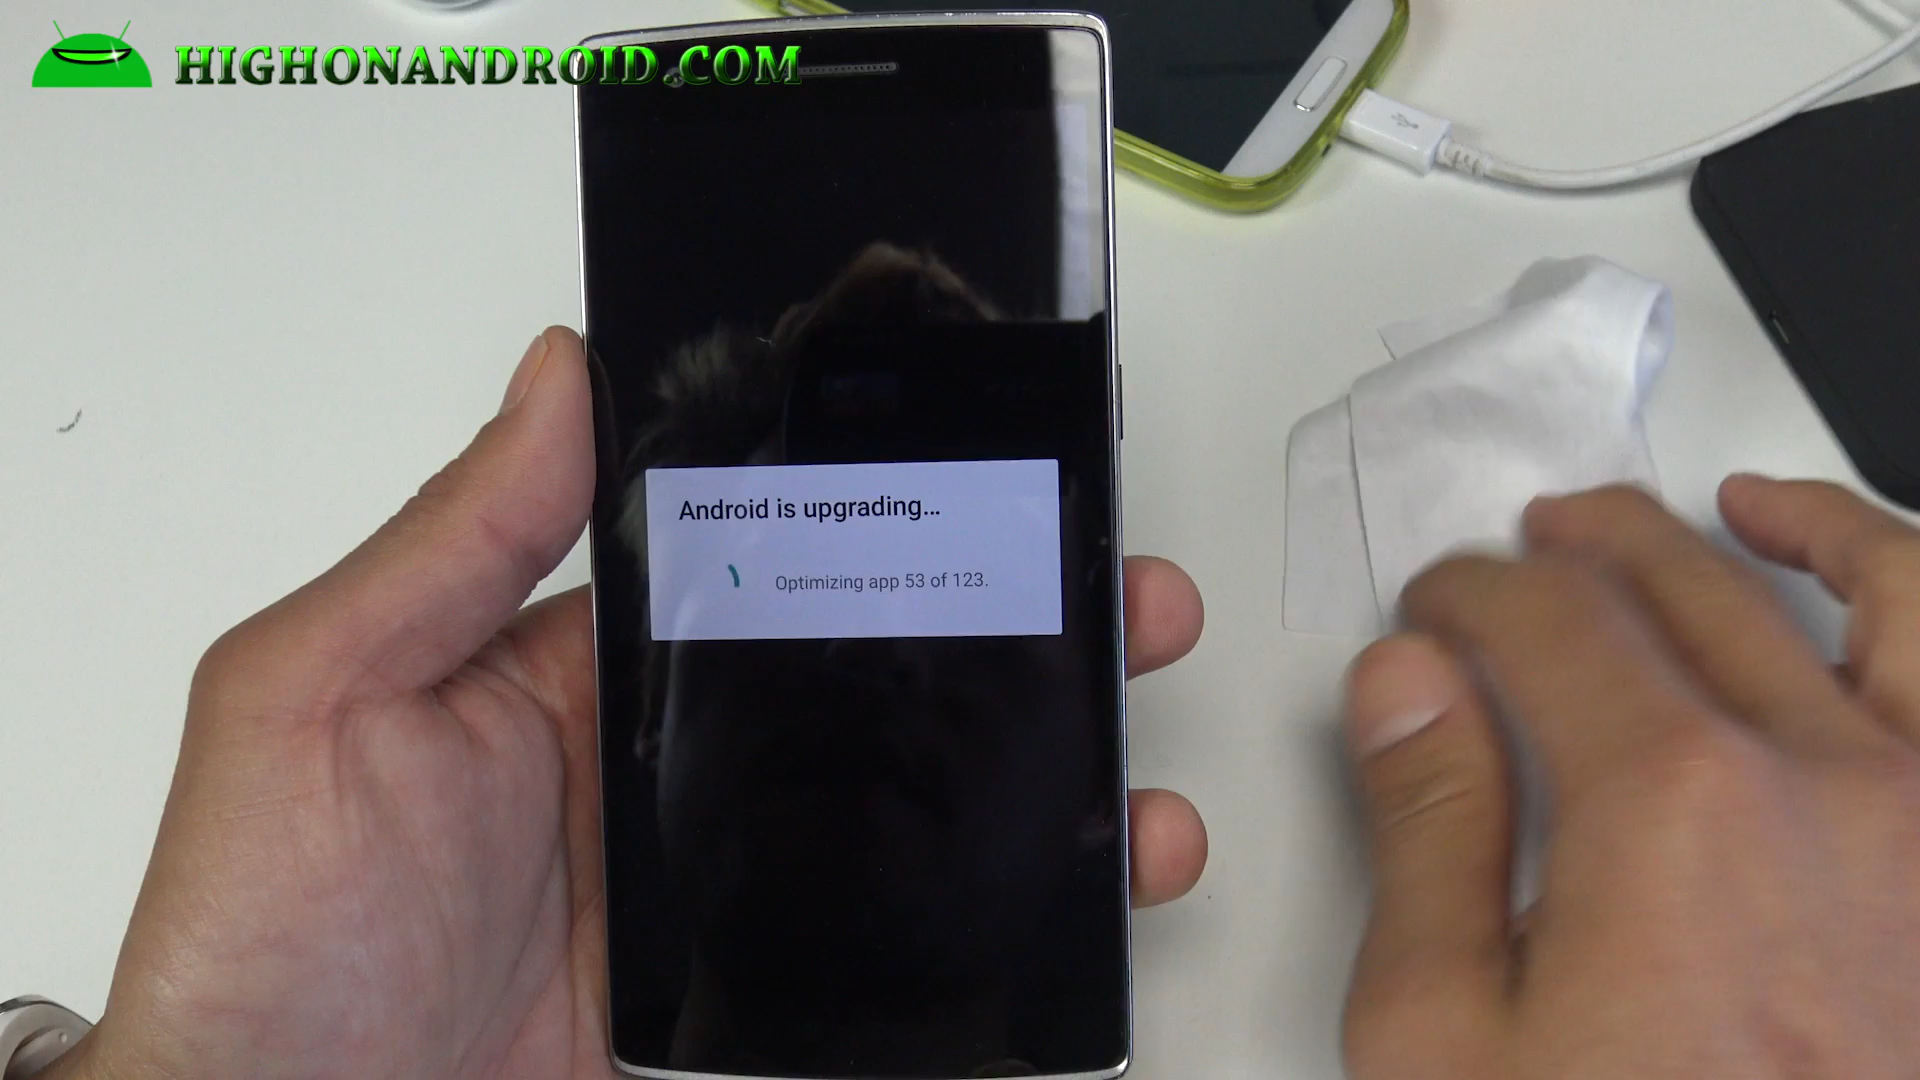 HIGHONANDROID.COM
Android is upgrading...
Optimizing app 53 of 123.